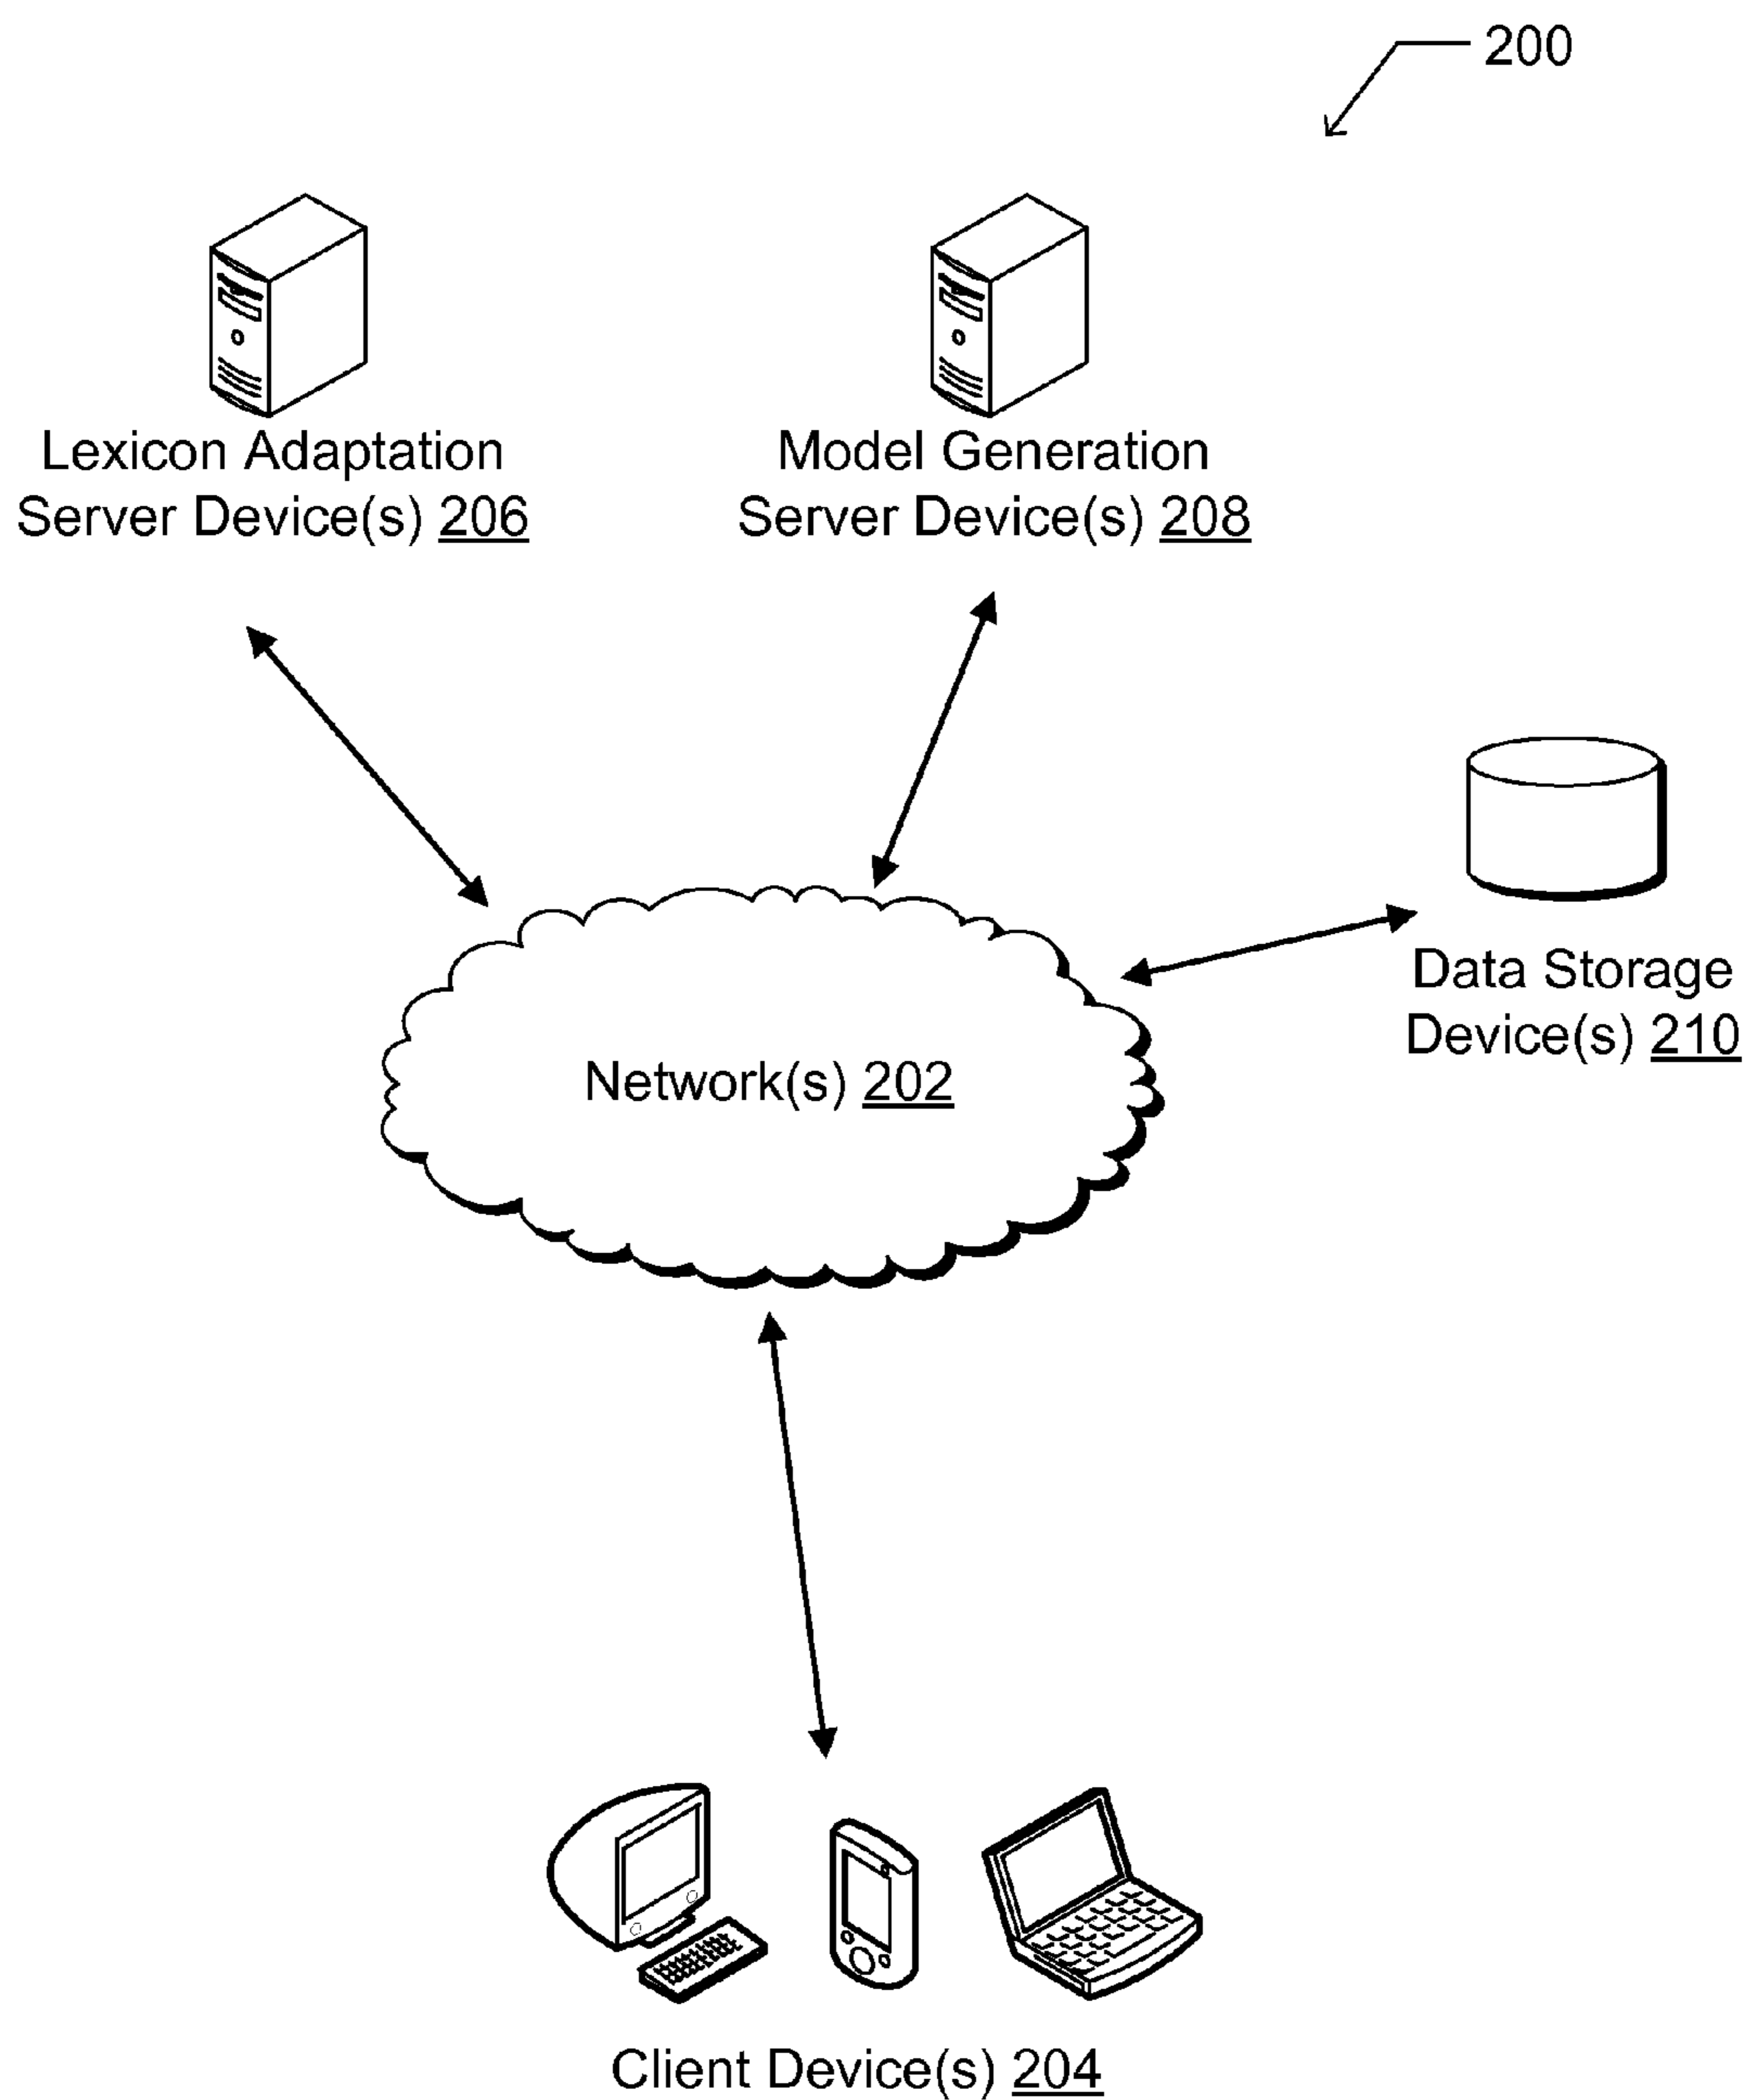 200
Lexicon Adaptation
Server Device(s) 206
Model Generation
Server Device(s) 208
Data Storage
Device(s) 210
Network(s) 202
Client Device(s) 204